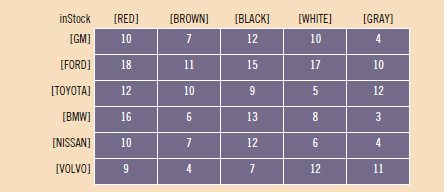 inStock [RED] [BROWN] [BLACK] [WHITE] [GRAY]
[GM] 10 7 12 10 4
[FORD] 18 11 15 17 10
[TOYOTA] 12 10 9 5 12
[BMW] 16 6 13 8 3
[NISSAN] 10 7 12 6 4
[VOLVO] 9 4 7 12 11